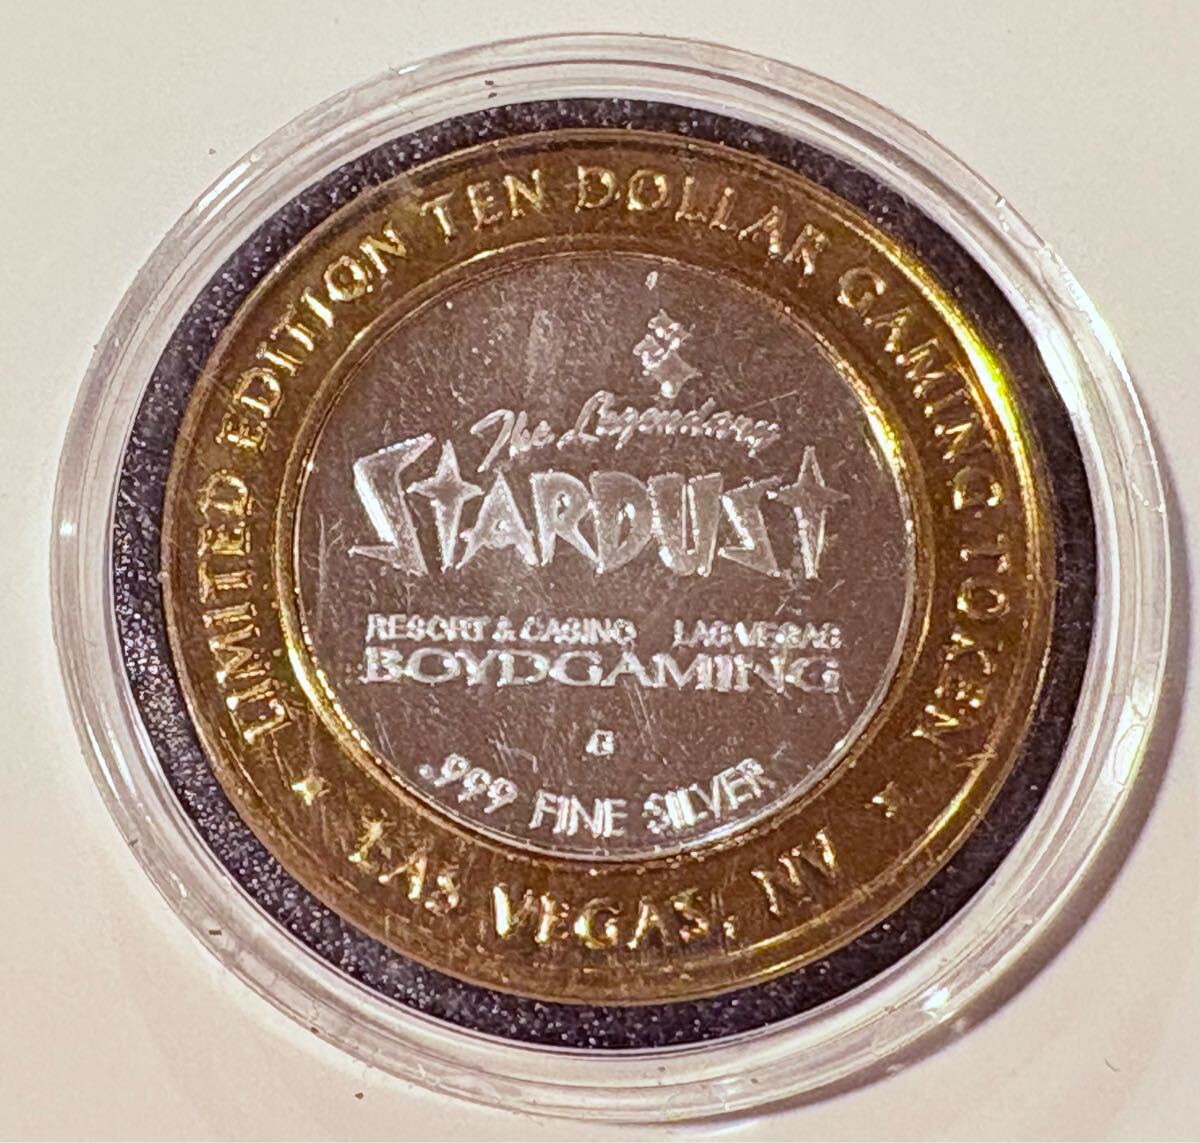 LIMITED EDITION TEN DOLLAR GAMING TOKEN
The Legendary
STARDUST
RESORT & CASINO LAS VEGAS
BOYDGAMING
G
.999 FINE SILVER
LAS VEGAS, NV